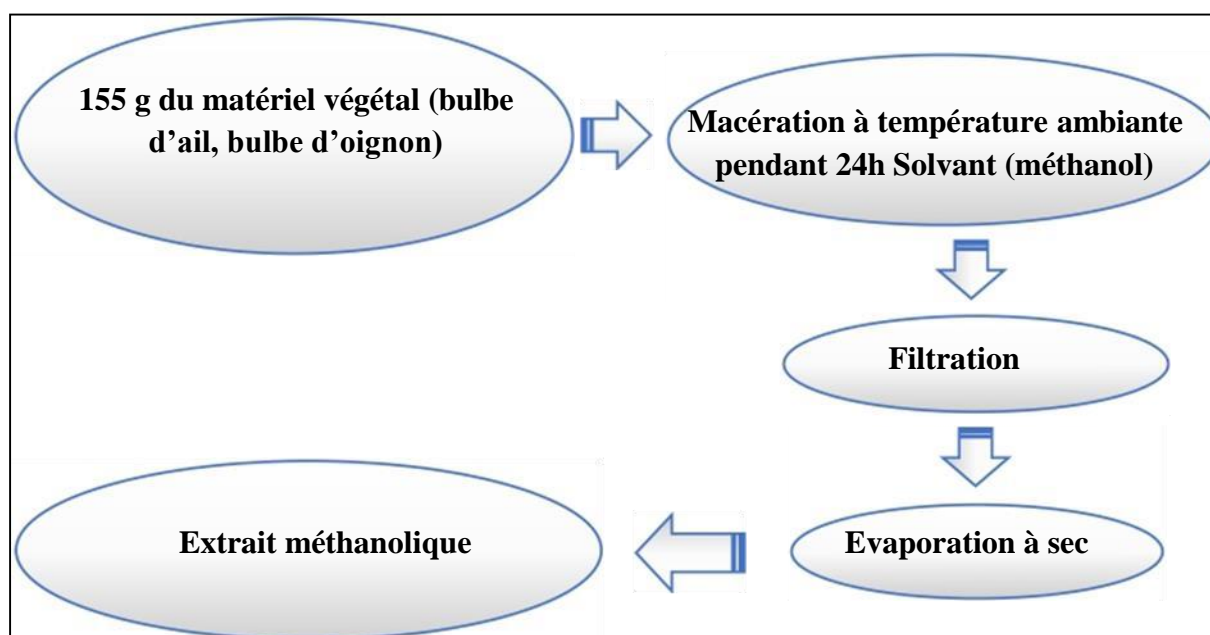 155 g du matériel végétal (bulbe
d’ail, bulbe d’oignon)
Macération à température ambiante
pendant 24h Solvant (méthanol)
Filtration
Evaporation à sec
Extrait méthanolique